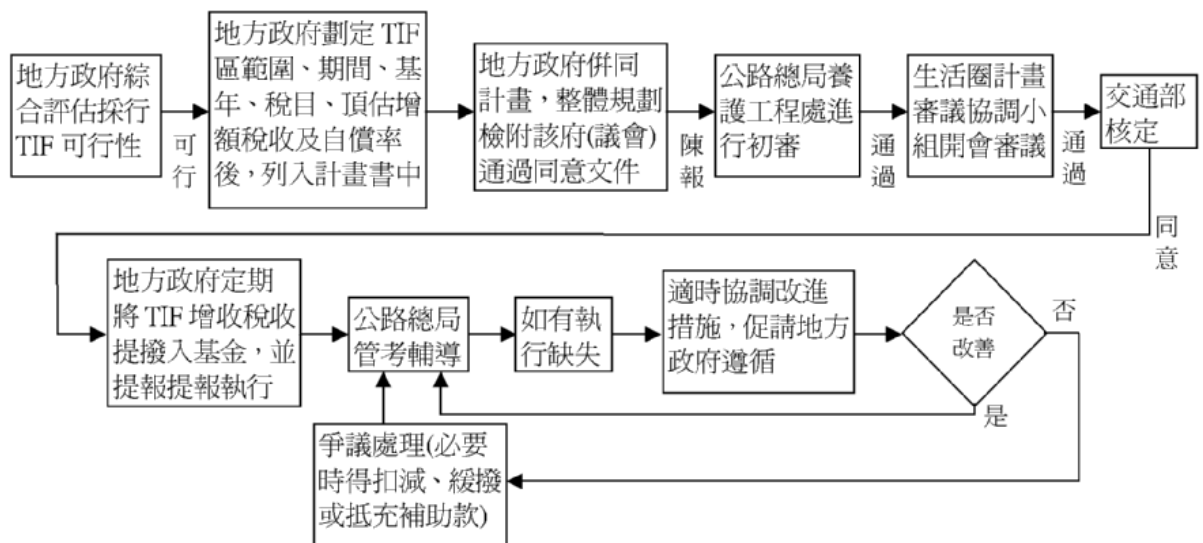 地方政府綜
合評估採行
TIF 可行性
可
行
地方政府劃定 TIF
區範圍、期間、基
年、稅目、頂估增
額稅收及自償率
後，列入計畫書中
地方政府併同
計畫，整體規劃
檢附該府(議會)
通過同意文件
陳
報
公路總局養
護工程處進
行初審
通
過
生活圈計畫
審議協調小
組開會審議
通
過
交通部
核定
同
意
地方政府定期
將 TIF 增收稅收
提撥入基金，並
提報提報執行
公路總局
管考輔導
如有執
行缺失
適時協調改進
措施，促請地方
政府遵循
是否
改善
否
是
爭議處理(必要
時得扣減、緩撥
或抵充補助款)